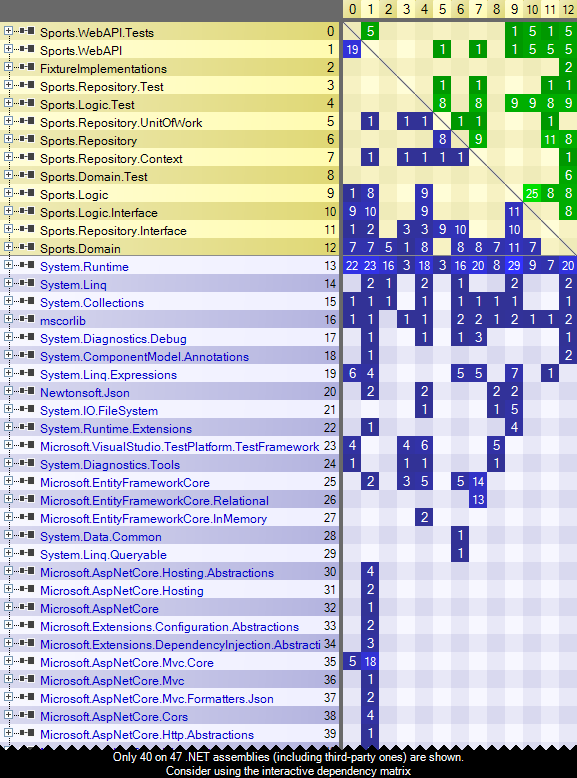 0 1 2 3 4 5 6 7 8 9 10 11 12
Sports.WebAPI.Tests 0 5 1 5 1 5
Sports.WebAPI 1 19 1 1 1 5 5 5
FixtureImplementations 2 2
Sports.Repository.Test 3 1 1 1 2
Sports.Logic.Test 4 8 8 9 9 8 9
Sports.Repository.UnitOfWork 5 1 1 1 1 1 1
Sports.Repository 6 8 9 11 8
Sports.Repository.Context 7 1 1 1 1 1 1
Sports.Domain.Test 8 6
Sports.Logic 9 1 8 9 25 8 8
Sports.Logic.Interface 10 9 10 9 11 8
Sports.Repository.Interface 11 1 2 3 3 9 10 10
Sports.Domain 12 7 7 5 1 8 8 8 7 11 7
System.Runtime 13 22 23 16 3 18 3 16 20 8 29 9 7 20
System.Linq 14 2 1 2 1 2 2
System.Collections 15 1 1 1 1 1 1 1 1 2
mscorlib 16 1 1 1 1 2 2 1 2 1 1 2
System.Diagnostics.Debug 17 1 1 1 3 2
System.ComponentModel.Annotations 18 1 2
System.Linq.Expressions 19 6 4 5 5 7 1
Newtonsoft.Json 20 2 2 2 2
System.IO.FileSystem 21 1 1 5
System.Runtime.Extensions 22 1 4
Microsoft.VisualStudio.TestPlatform.TestFramework 23 4 4 6 5
System.Diagnostics.Tools 24 1 1 1 1
Microsoft.EntityFrameworkCore 25 2 3 5 5 14
Microsoft.EntityFrameworkCore.Relational 26 13
Microsoft.EntityFrameworkCore.InMemory 27 2
System.Data.Common 28 1
System.Linq.Queryable 29 1
Microsoft.AspNetCore.Hosting.Abstractions 30 4
Microsoft.AspNetCore.Hosting 31 2
Microsoft.AspNetCore 32 1
Microsoft.Extensions.Configuration.Abstractions 33 2
Microsoft.Extensions.DependencyInjection.Abstracti 34 3
Microsoft.AspNetCore.Mvc.Core 35 5 18
Microsoft.AspNetCore.Mvc 36 1
Microsoft.AspNetCore.Mvc.Formatters.Json 37 2
Microsoft.AspNetCore.Cors 38 4
Microsoft.AspNetCore.Http.Abstractions 39 1
Only 40 on 47 .NET assemblies (including third-party ones) are shown.
Consider using the interactive dependency matrix